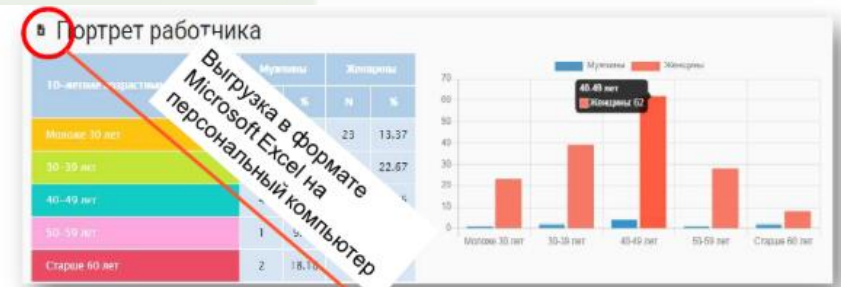 Портрет работника
Мужчины Женщины
% N %
Моложе 30 лет 23 13,37
30-39 лет 22,67
40-49 лет
50-59 лет 1
Старше 60 лет 2 18,18
Выгрузка в формате
Microsoft Excel на
персональный компьютер
Мужчины Женщины
70
60
50
40
30
20
10
0
40-49 лет
Женщины: 62
Моложе 30 лет 30-39 лет 40-49 лет 50-59 лет Старше 60 лет